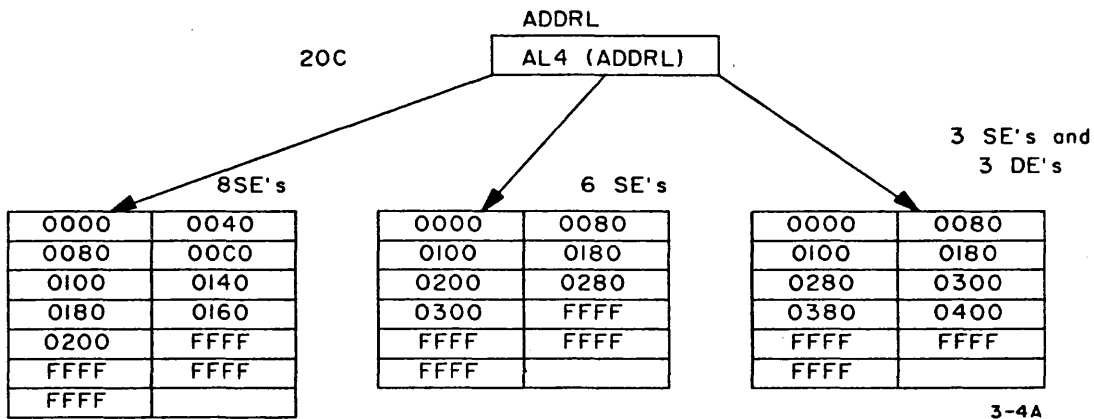 ADDRL
20C
AL4 (ADDRL)
3 SE's and
3 DE's
8SE's
0000 0040
0080 00C0
0100 0140
0180 0160
0200 FFFF
FFFF FFFF
FFFF
6 SE's
0000 0080
0100 0180
0200 0280
0300 FFFF
FFFF FFFF
FFFF
0000 0080
0100 0180
0280 0300
0380 0400
FFFF FFFF
FFFF
3-4A